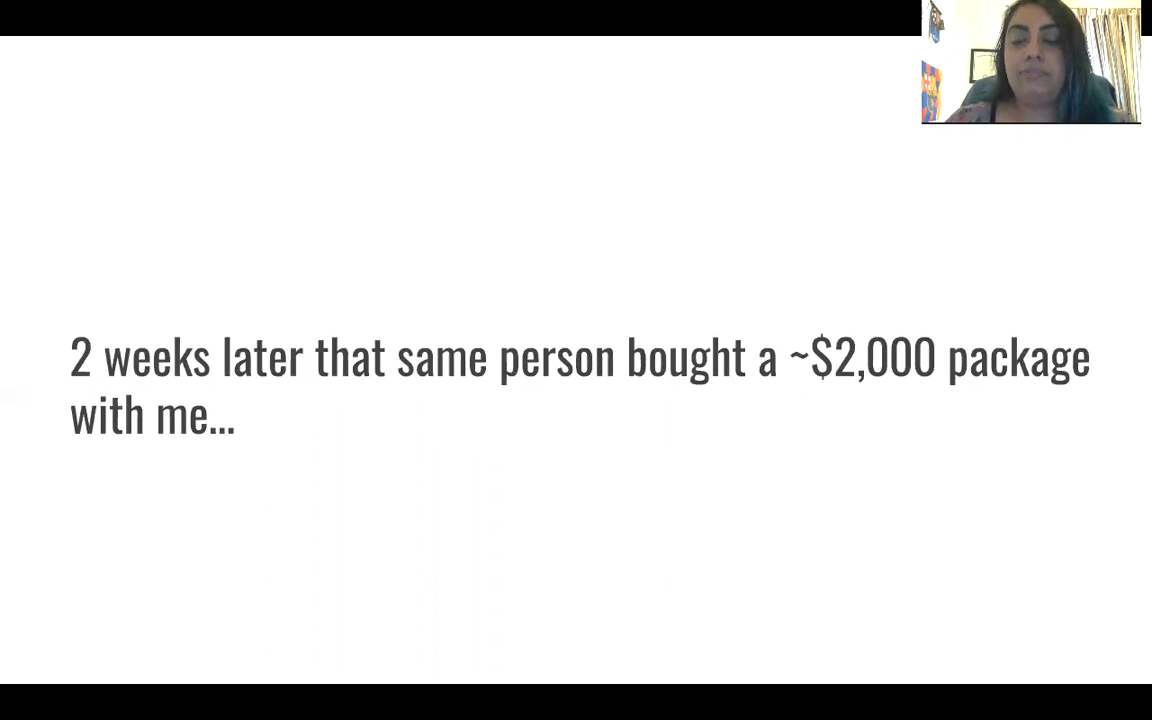 2 weeks later that same person bought a ~$2,000 package
with me...